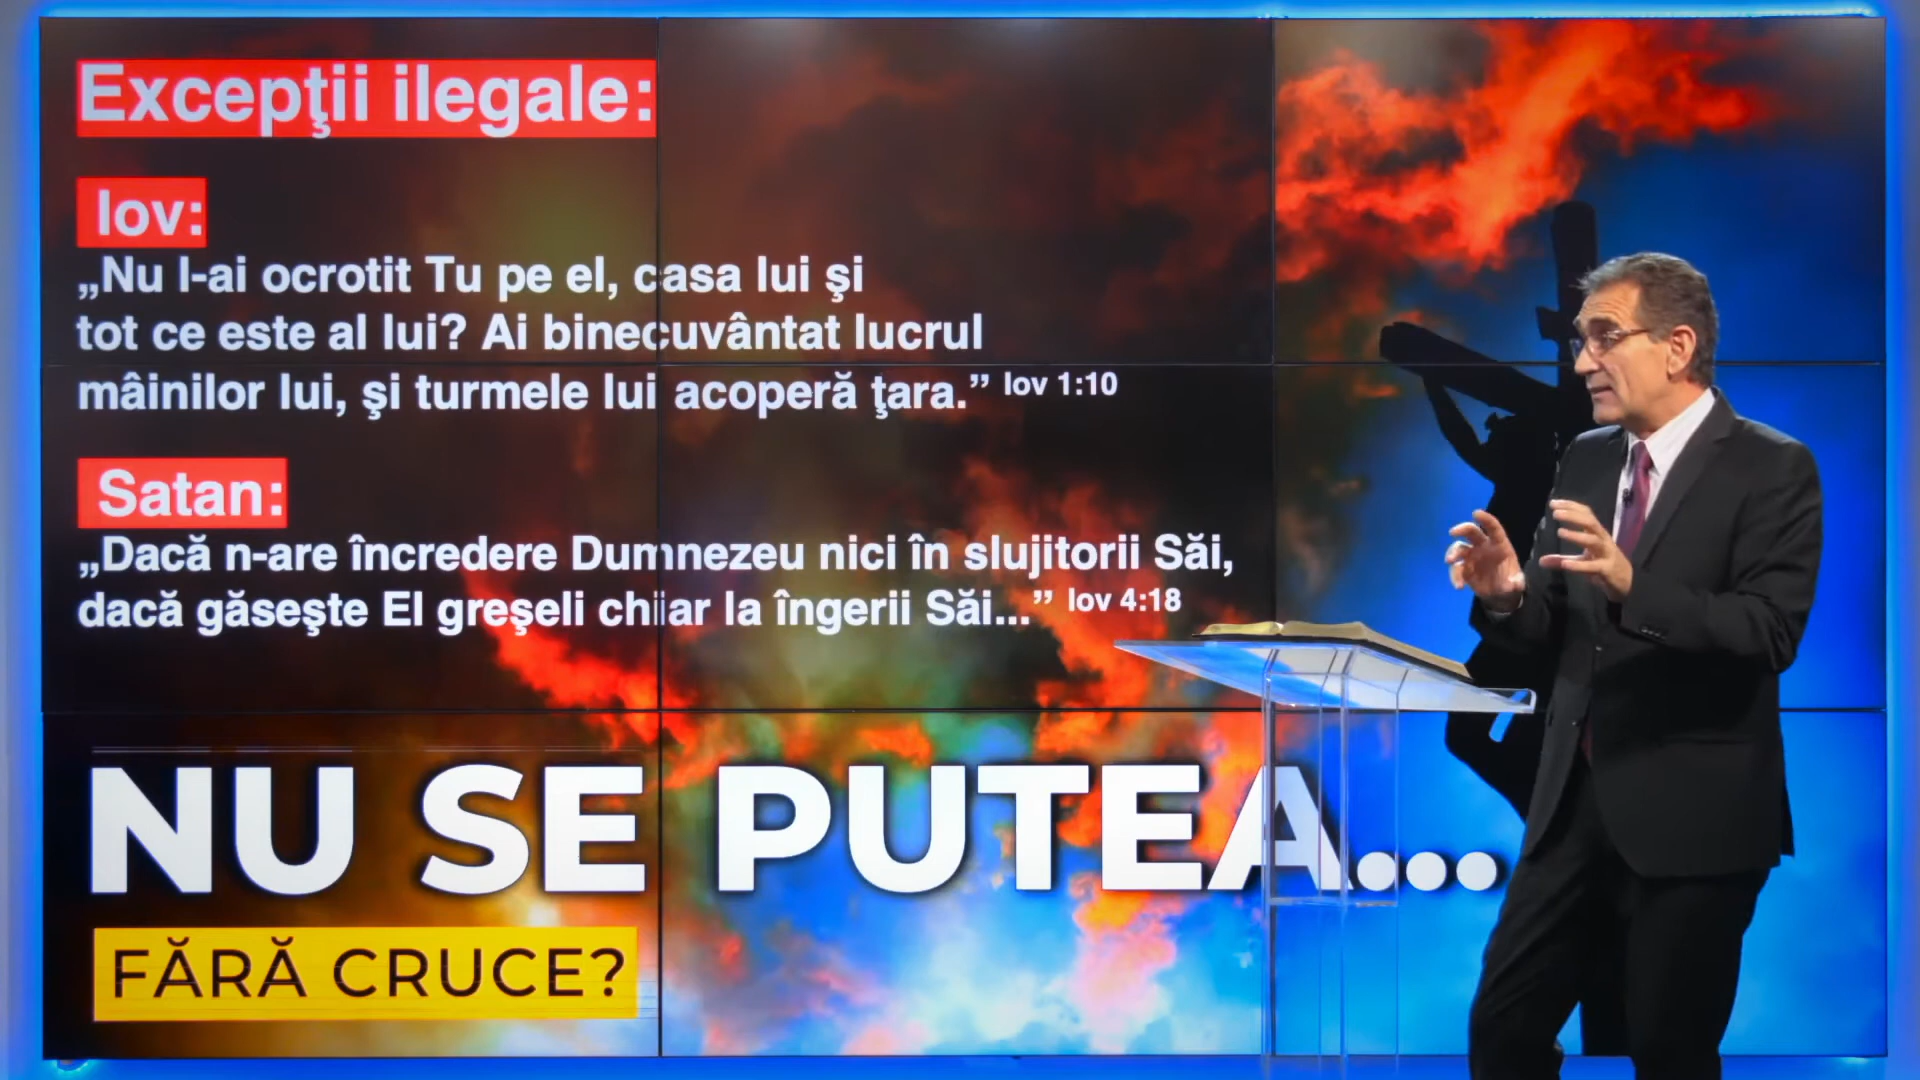 Excepţii ilegale:
Iov:
„Nu l-ai ocrotit Tu pe el, casa lui şi
tot ce este al lui? Ai binecuvântat lucrul
mâinilor lui, şi turmele lui acoperă ţara.” Iov 1:10
Satan:
„Dacă n-are încredere Dumnezeu nici în slujitorii Săi,
dacă găseşte El greşeli chiar la îngerii Săi...” Iov 4:18
NU SE PUTEA...
FĂRĂ CRUCE?